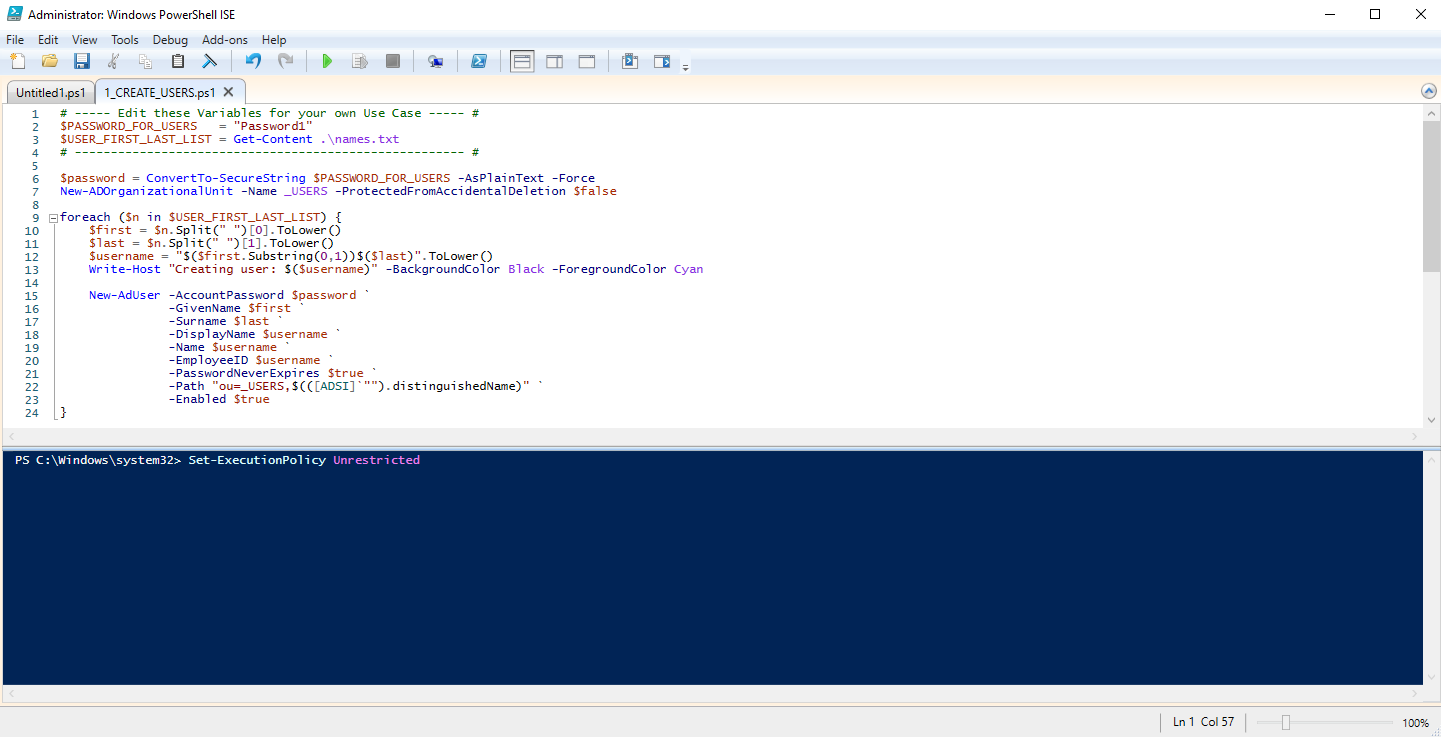 Administrator: Windows PowerShell ISE
File Edit View Tools Debug Add-ons Help
Untitled1.ps1 1_CREATE_USERS.ps1
1 # ----- Edit these Variables for your own Use Case ----- #
2 $PASSWORD_FOR_USERS   = "Password1"
3 $USER_FIRST_LAST_LIST = Get-Content .\names.txt
4 # ------------------------------------------------------ #
5
6 $password = ConvertTo-SecureString $PASSWORD_FOR_USERS -AsPlainText -Force
7 New-ADOrganizationalUnit -Name _USERS -ProtectedFromAccidentalDeletion $false
8
9 foreach ($n in $USER_FIRST_LAST_LIST) {
10     $first = $n.Split(" ")[0].ToLower()
11     $last = $n.Split(" ")[1].ToLower()
12     $username = "$($first.Substring(0,1))$($last)".ToLower()
13     Write-Host "Creating user: $($username)" -BackgroundColor Black -ForegroundColor Cyan
14
15     New-AdUser -AccountPassword $password `
16                -GivenName $first `
17                -Surname $last `
18                -DisplayName $username `
19                -Name $username `
20                -EmployeeID $username `
21                -PasswordNeverExpires $true `
22                -Path "ou=_USERS,$(([ADSI]`"").distinguishedName)" `
23                -Enabled $true
24 }
PS C:\Windows\system32> Set-ExecutionPolicy Unrestricted
Ln 1 Col 57 100%